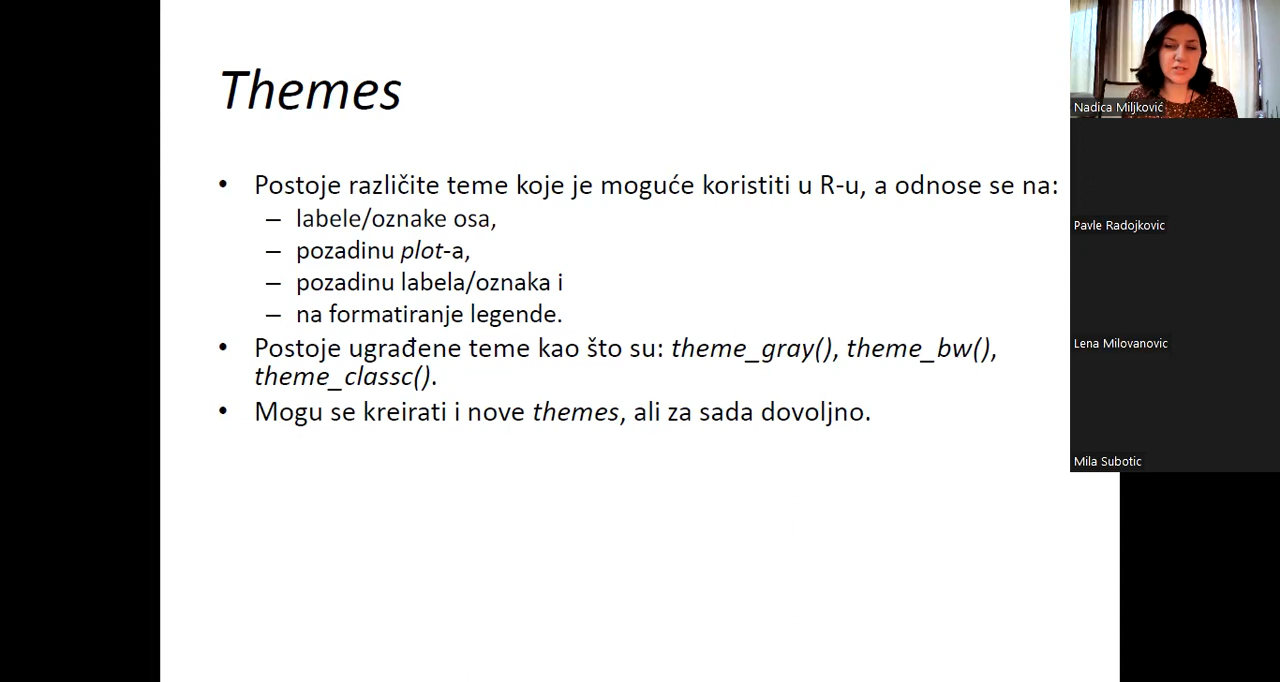 Themes
• Postoje različite teme koje je moguće koristiti u R-u, a odnose se na:
– labele/oznake osa,
– pozadinu plot-a,
– pozadinu labela/oznaka i
– na formatiranje legende.
• Postoje ugrađene teme kao što su: theme_gray(), theme_bw(),
theme_classc().
• Mogu se kreirati i nove themes, ali za sada dovoljno.
Nadica Miljković
Pavle Radojkovic
Lena Milovanovic
Mila Subotic